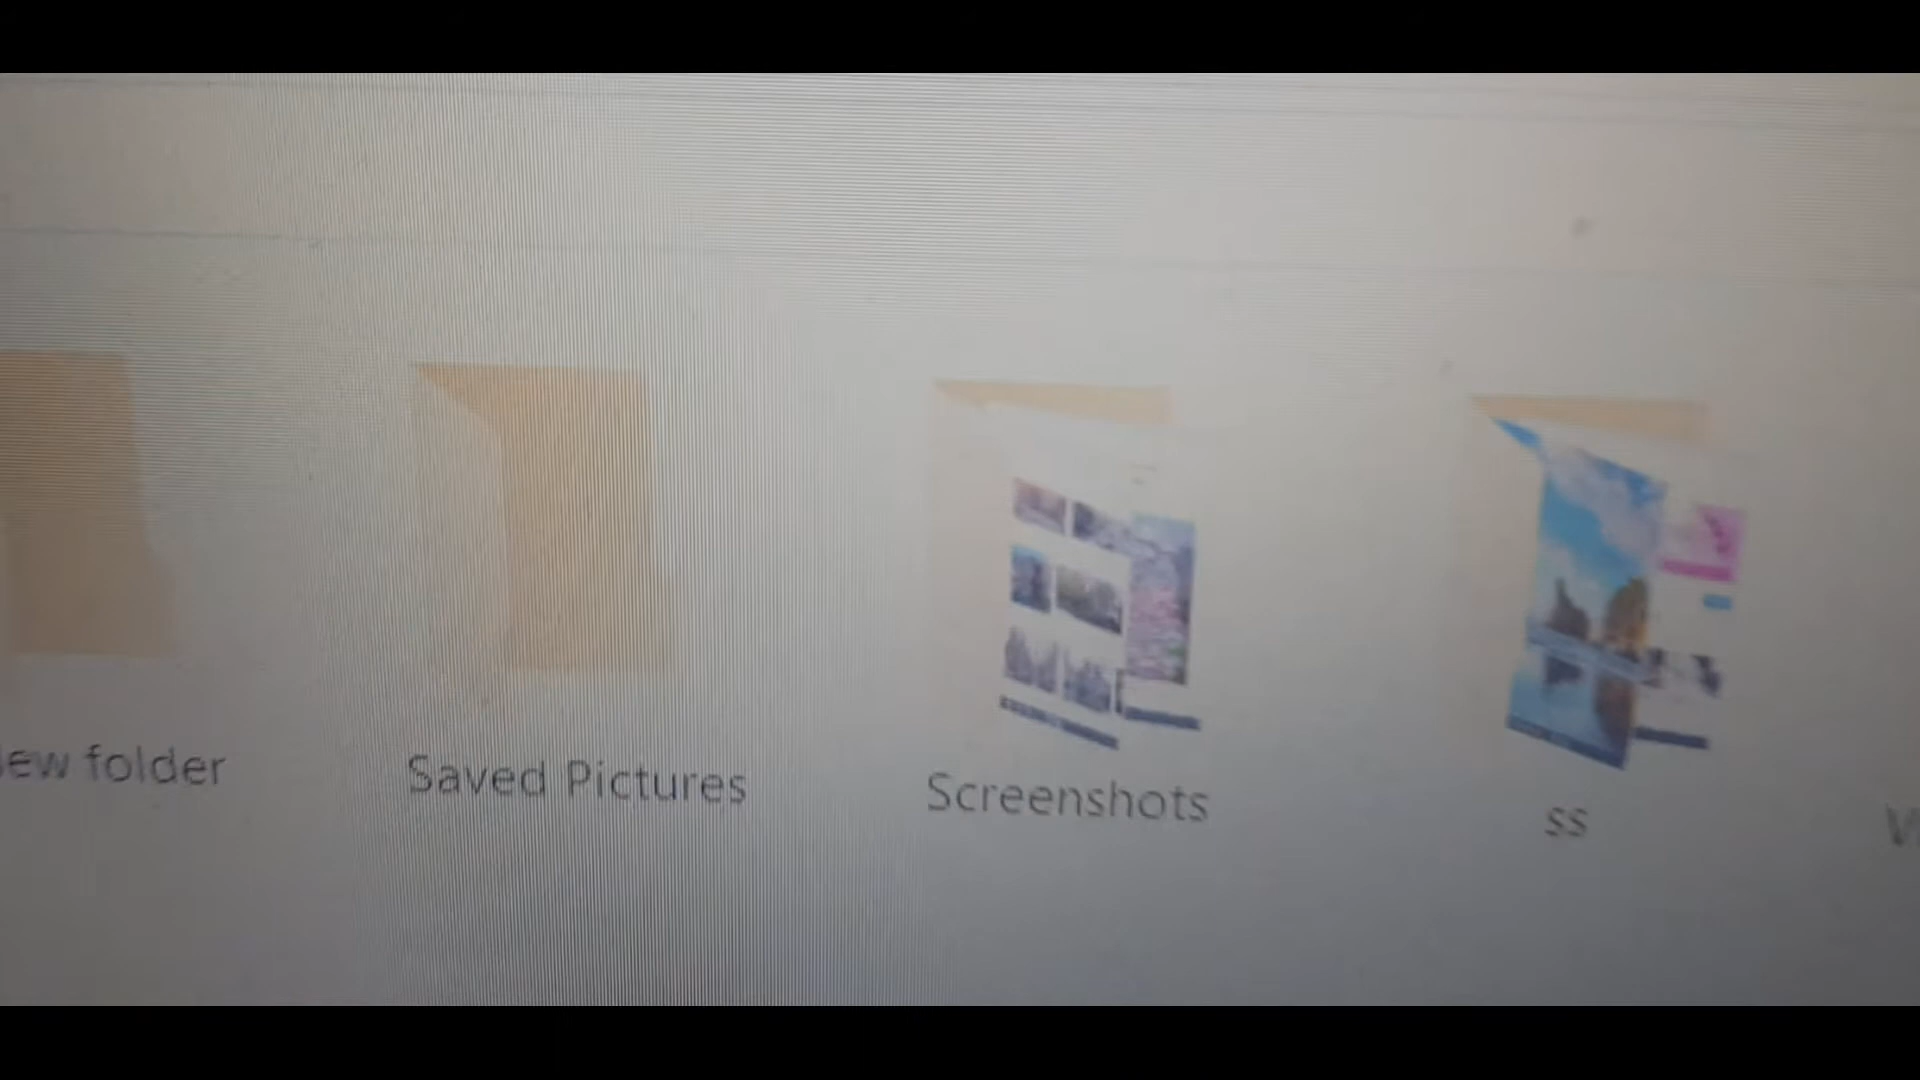 ew folder
Saved Pictures
Screenshots
ss